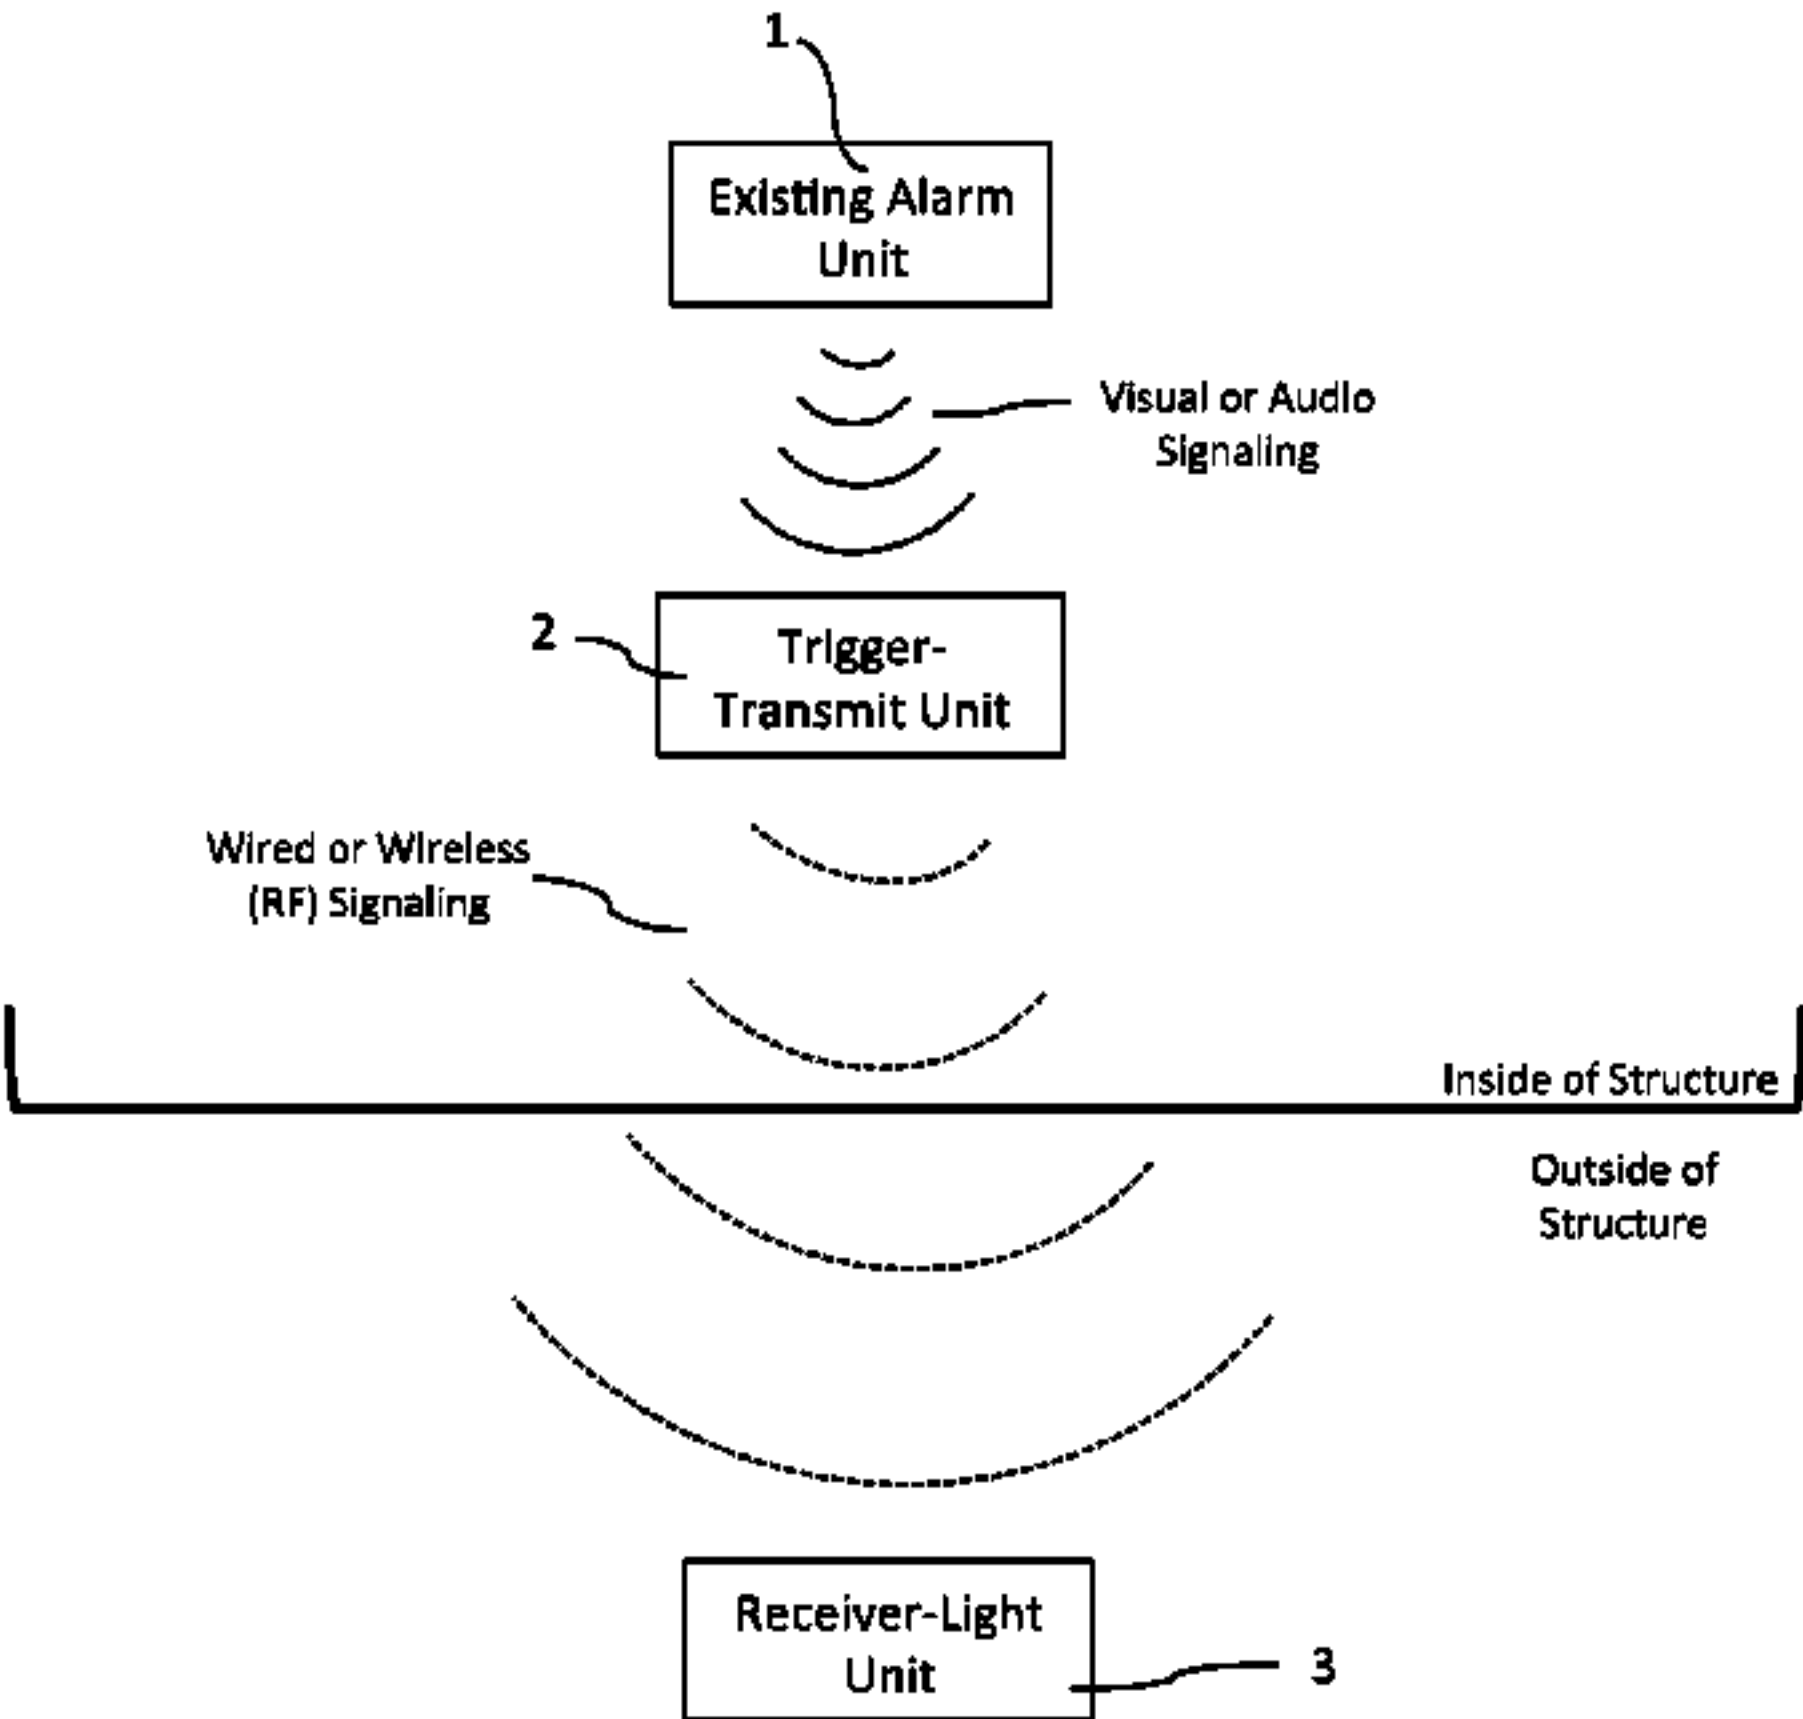 1
Existing Alarm
Unit
Visual or Audio
Signaling
2
Trigger-
Transmit Unit
Wired or Wireless
(RF) Signaling
Inside of Structure
Outside of
Structure
Receiver-Light
Unit
3